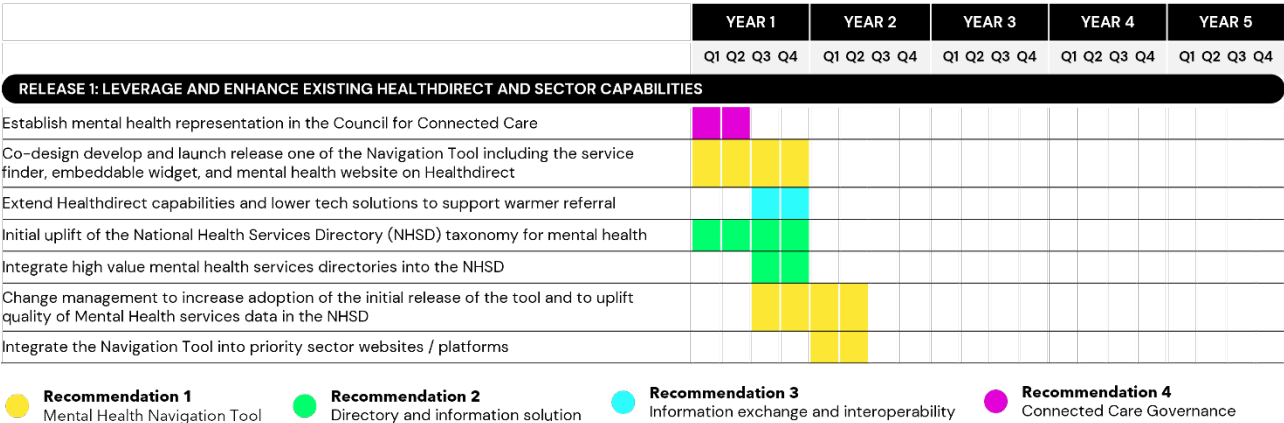 YEAR 1 YEAR 2 YEAR 3 YEAR 4 YEAR 5
Q1 Q2 Q3 Q4 Q1 Q2 Q3 Q4 Q1 Q2 Q3 Q4 Q1 Q2 Q3 Q4 Q1 Q2 Q3 Q4
RELEASE 1: LEVERAGE AND ENHANCE EXISTING HEALTHDIRECT AND SECTOR CAPABILITIES
Establish mental health representation in the Council for Connected Care
Co-design develop and launch release one of the Navigation Tool including the service
finder, embeddable widget, and mental health website on Healthdirect
Extend Healthdirect capabilities and lower tech solutions to support warmer referral
Initial uplift of the National Health Services Directory (NHSD) taxonomy for mental health
Integrate high value mental health services directories into the NHSD
Change management to increase adoption of the initial release of the tool and to uplift
quality of Mental Health services data in the NHSD
Integrate the Navigation Tool into priority sector websites / platforms
Recommendation 1
Mental Health Navigation Tool
Recommendation 2
Directory and information solution
Recommendation 3
Information exchange and interoperability
Recommendation 4
Connected Care Governance